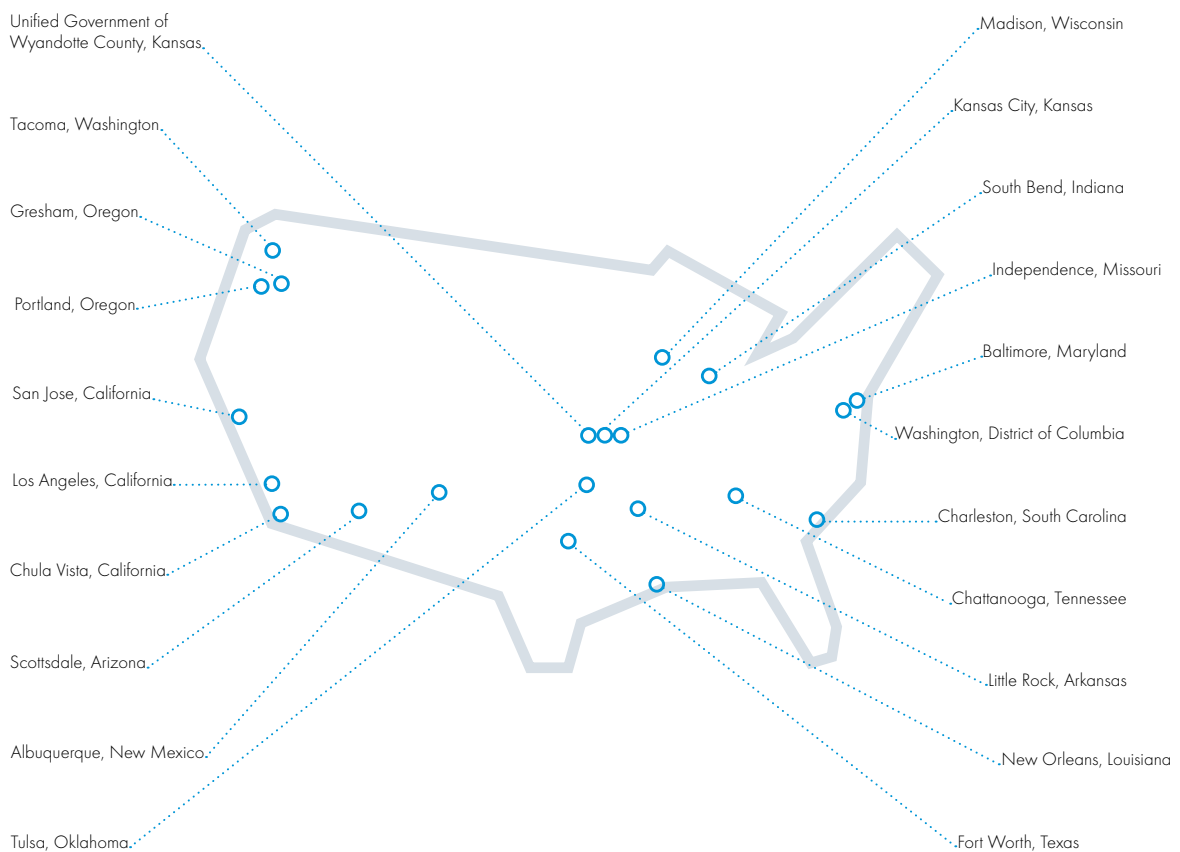 Unified Government of
Wyandotte County, Kansas
Tacoma, Washington
Gresham, Oregon
Portland, Oregon
San Jose, California
Los Angeles, California
Chula Vista, California
Scottsdale, Arizona
Albuquerque, New Mexico
Tulsa, Oklahoma
Madison, Wisconsin
Kansas City, Kansas
South Bend, Indiana
Independence, Missouri
Baltimore, Maryland
Washington, District of Columbia
Charleston, South Carolina
Chattanooga, Tennessee
Little Rock, Arkansas
New Orleans, Louisiana
Fort Worth, Texas